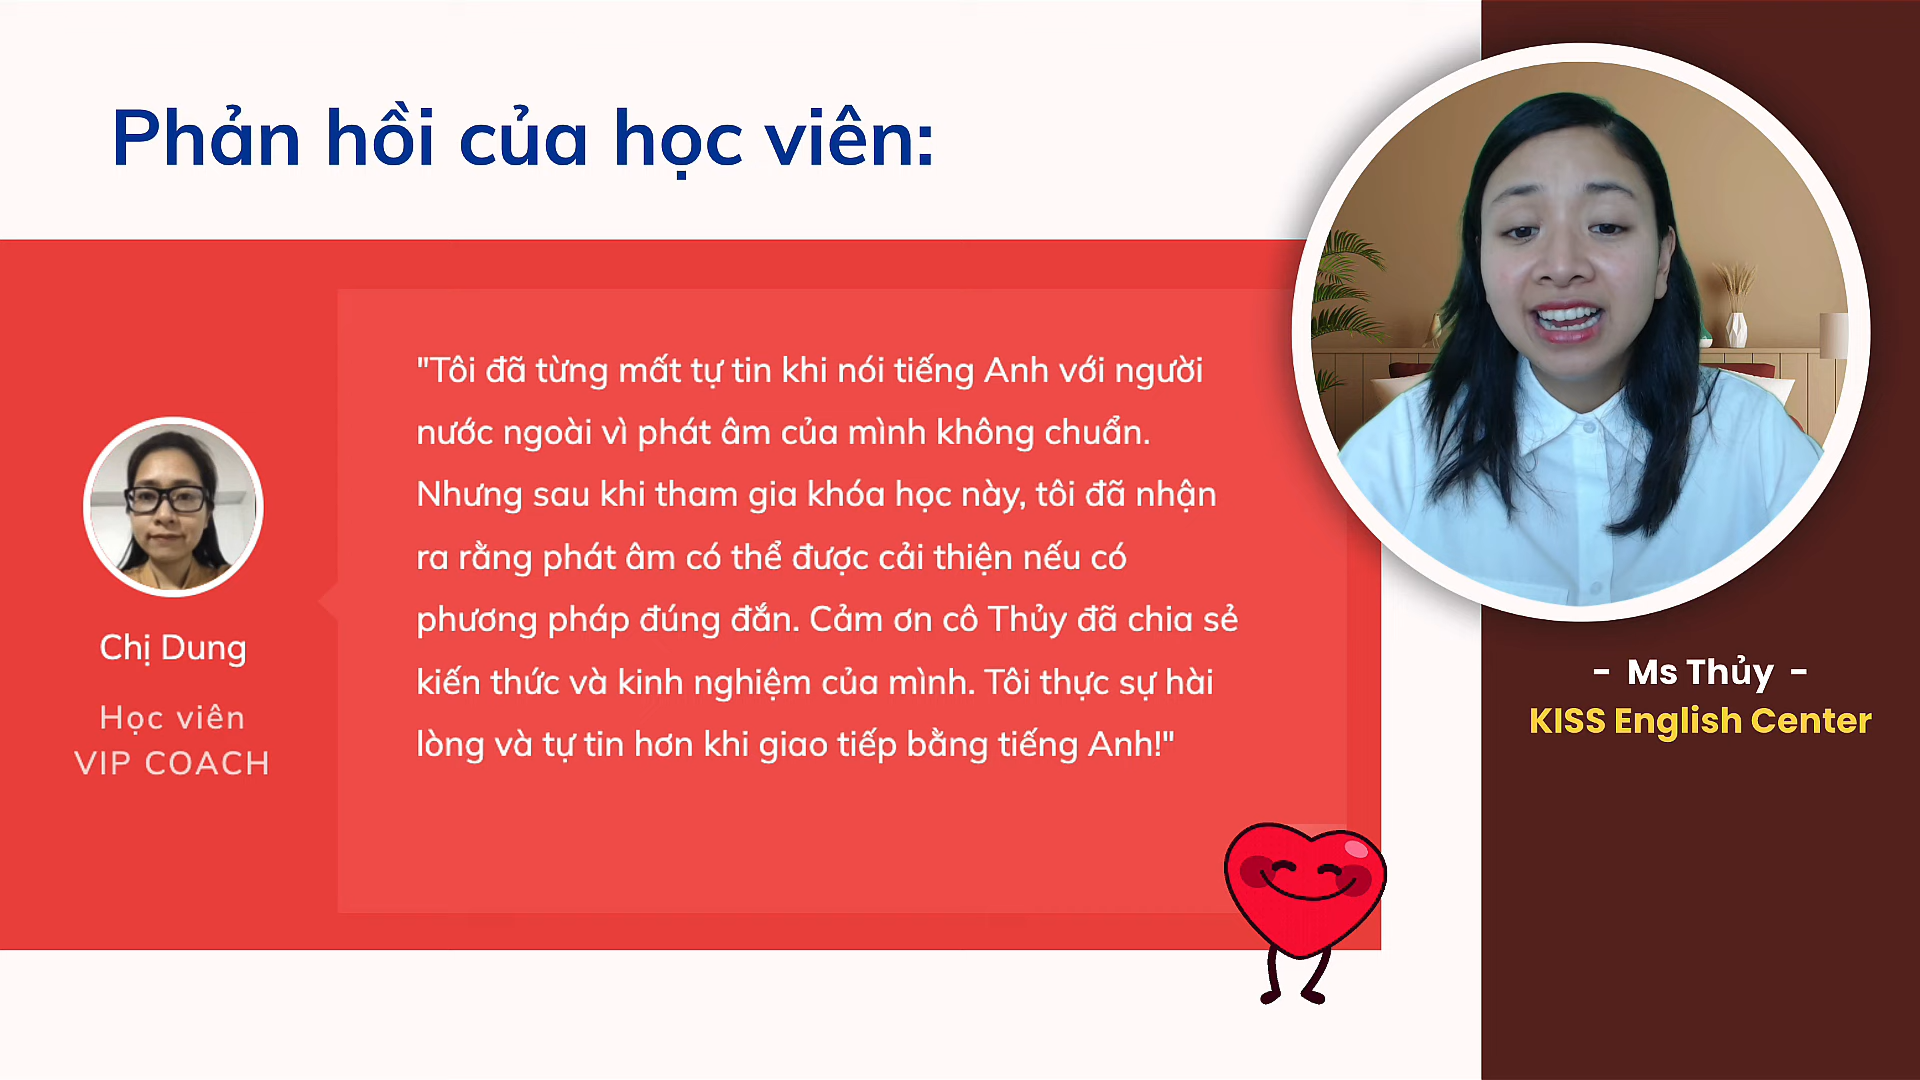 Phản hồi của học viên:
"Tôi đã từng mất tự tin khi nói tiếng Anh với người
nước ngoài vì phát âm của mình không chuẩn.
Nhưng sau khi tham gia khóa học này, tôi đã nhận
ra rằng phát âm có thể được cải thiện nếu có
phương pháp đúng đắn. Cảm ơn cô Thủy đã chia sẻ
kiến thức và kinh nghiệm của mình. Tôi thực sự hài
lòng và tự tin hơn khi giao tiếp bằng tiếng Anh!"
Chị Dung
Học viên
VIP COACH
- Ms Thủy -
KISS English Center